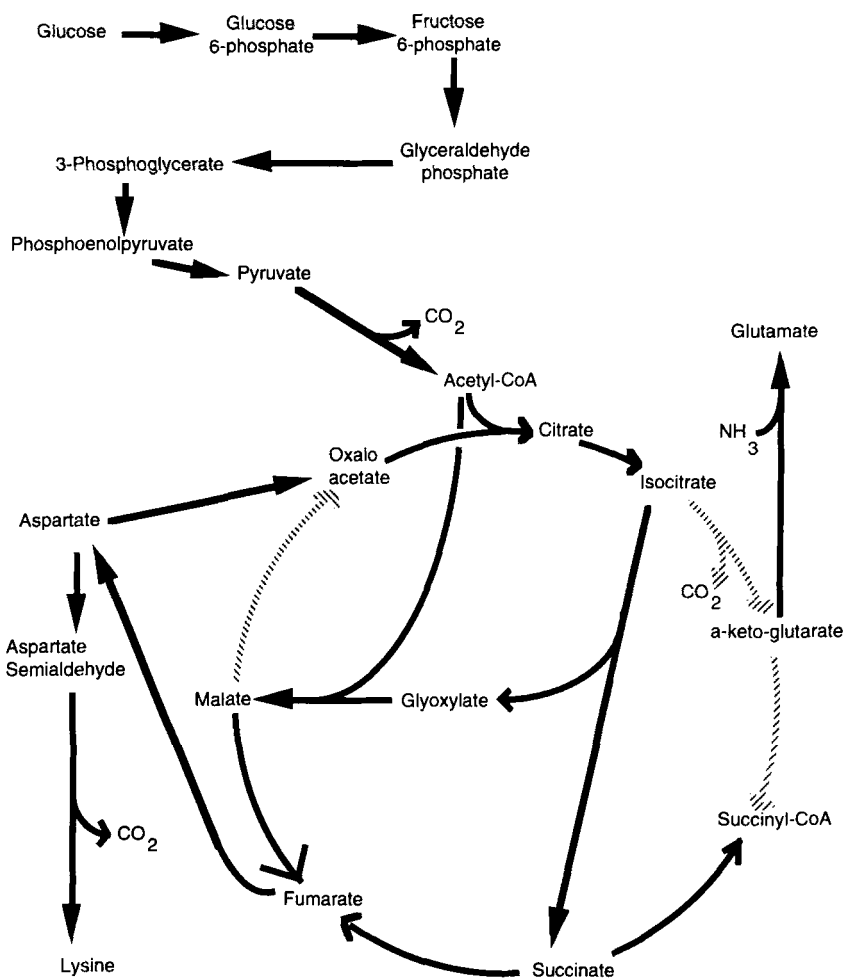 Glucose
Glucose
6-phosphate
Fructose
6-phosphate
Glyceraldehyde
phosphate
3-Phosphoglycerate
Phosphoenolpyruvate
Pyruvate
CO2
Acetyl-CoA
Glutamate
Citrate
NH3
Oxalo
acetate
Isocitrate
Aspartate
CO2
a-keto-glutarate
Aspartate
Semialdehyde
Malate
Glyoxylate
CO2
Succinyl-CoA
Fumarate
Lysine
Succinate